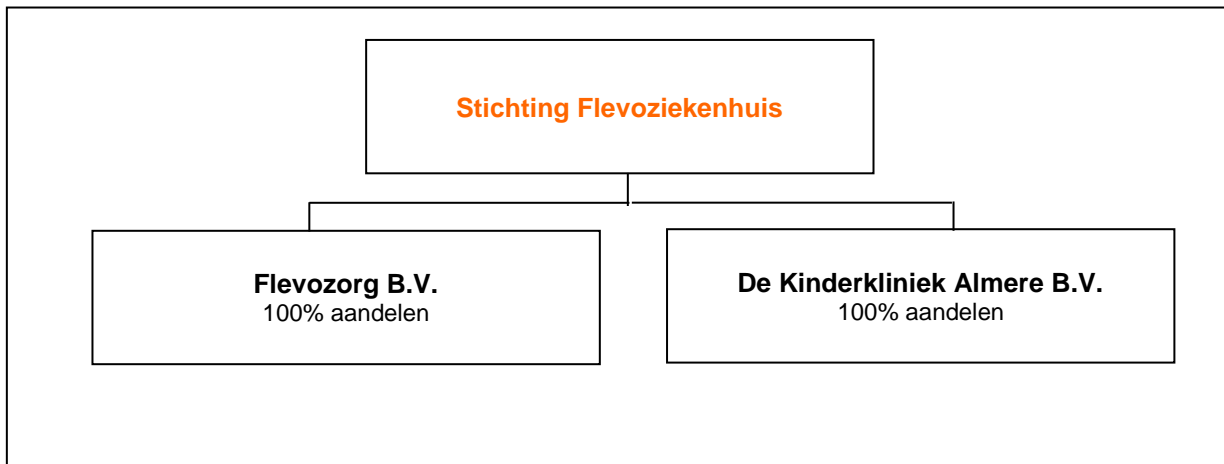 Stichting Flevoziekenhuis
Flevozorg B.V.
100% aandelen
De Kinderkliniek Almere B.V.
100% aandelen